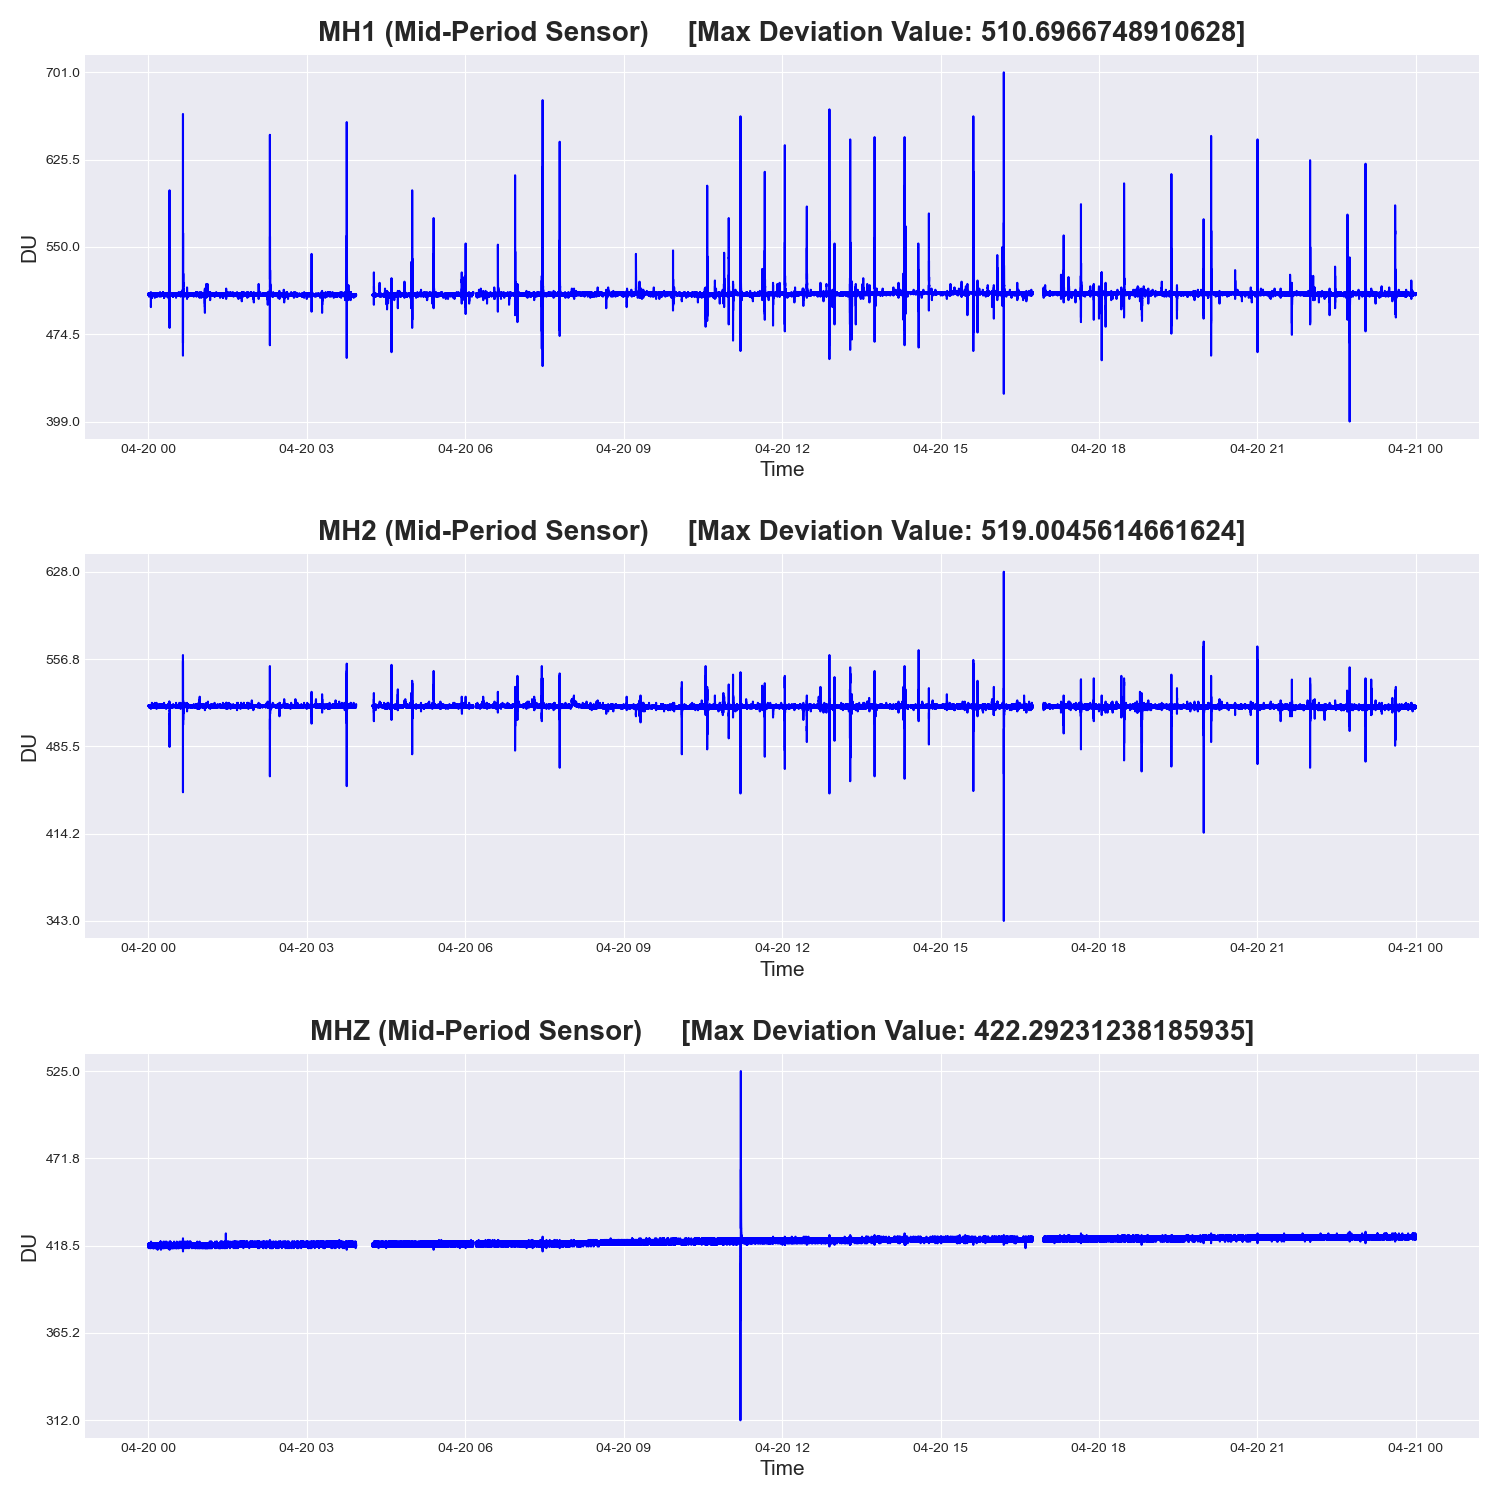 MH1 (Mid-Period Sensor) [Max Deviation Value: 510.6966748910628]
701.0
625.5
550.0
474.5
399.0
DU
04-20 00 04-20 03 04-20 06 04-20 09 04-20 12 04-20 15 04-20 18 04-20 21 04-21 00
Time
MH2 (Mid-Period Sensor) [Max Deviation Value: 519.0045614661624]
628.0
556.8
485.5
414.2
343.0
DU
04-20 00 04-20 03 04-20 06 04-20 09 04-20 12 04-20 15 04-20 18 04-20 21 04-21 00
Time
MHZ (Mid-Period Sensor) [Max Deviation Value: 422.29231238185935]
525.0
471.8
418.5
365.2
312.0
DU
04-20 00 04-20 03 04-20 06 04-20 09 04-20 12 04-20 15 04-20 18 04-20 21 04-21 00
Time